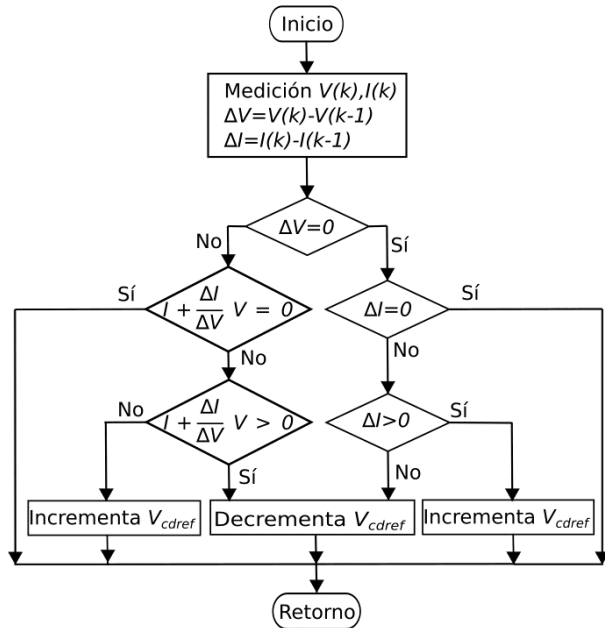 Inicio
Medición V(k),I(k)
ΔV=V(k)-V(k-1)
ΔI=I(k)-I(k-1)
ΔV=0
No
Sí
I + ΔI/ΔV V = 0
Sí
No
ΔI=0
Sí
No
I + ΔI/ΔV V > 0
No
Sí
ΔI>0
Sí
No
Incrementa Vcdref
Decrementa Vcdref
Incrementa Vcdref
Retorno